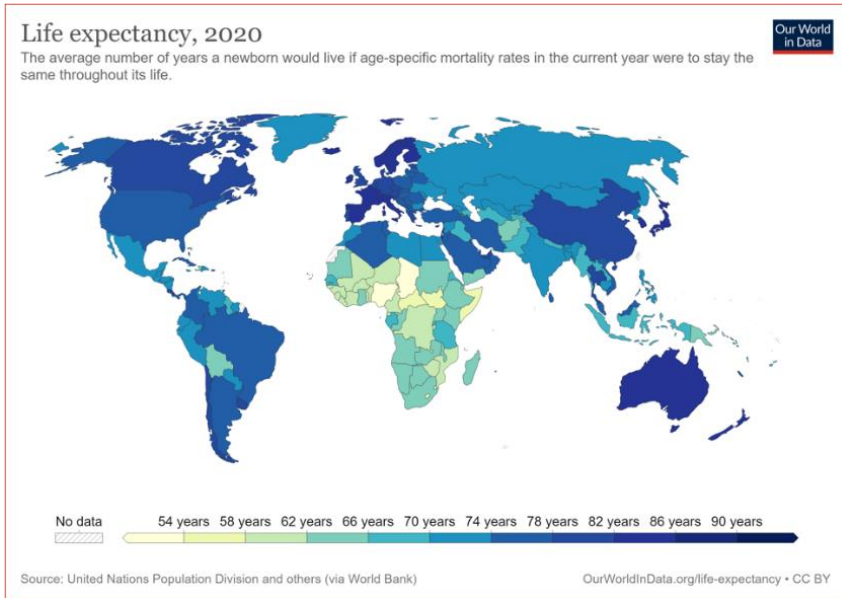 Life expectancy, 2020
Our World
in Data
The average number of years a newborn would live if age-specific mortality rates in the current year were to stay the
same throughout its life.
No data
54 years 58 years 62 years 66 years 70 years 74 years 78 years 82 years 86 years 90 years
Source: United Nations Population Division and others (via World Bank)
OurWorldInData.org/life-expectancy • CC BY